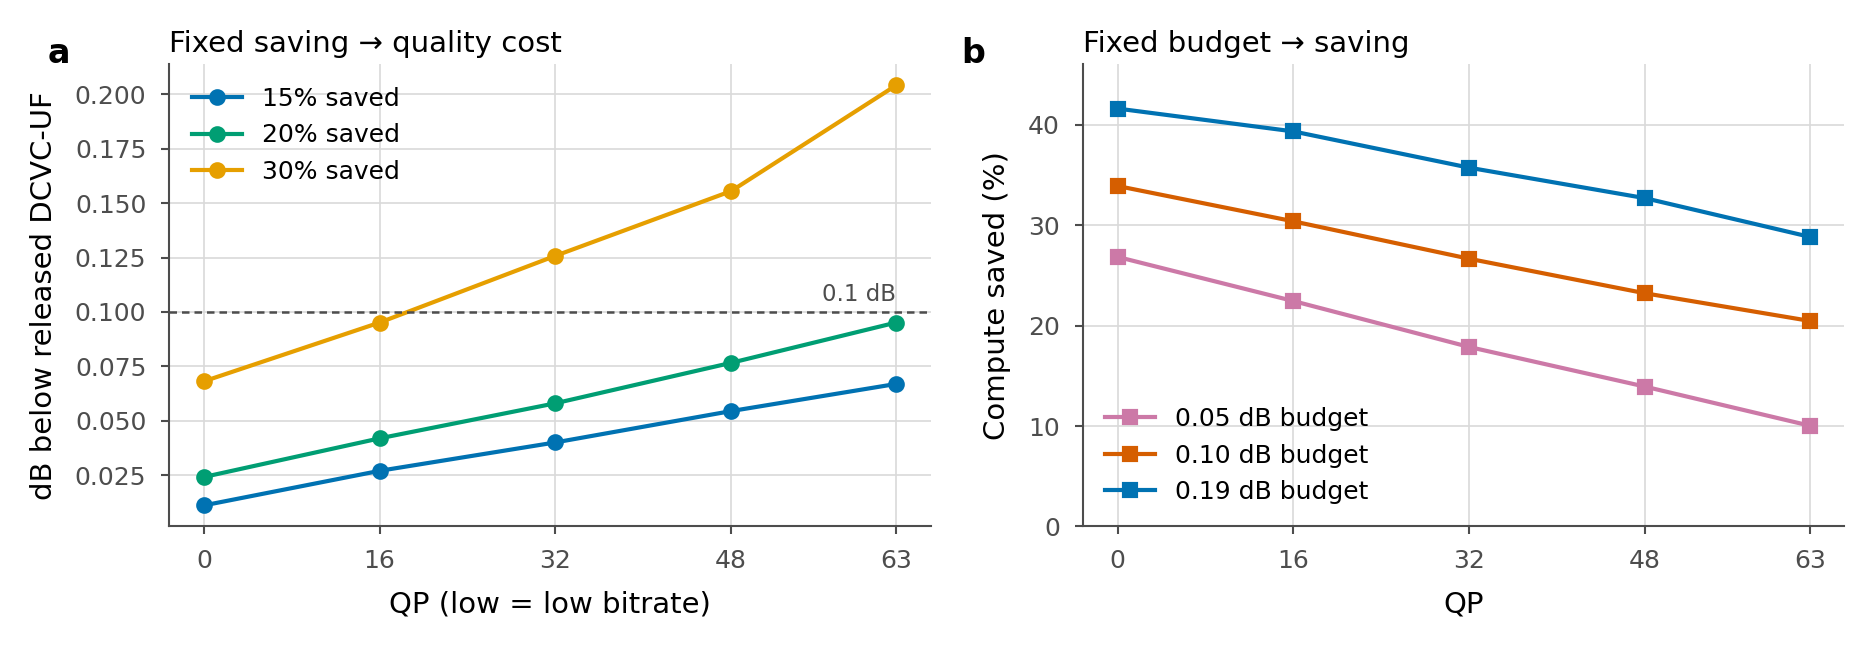 a
Fixed saving → quality cost
dB below released DCVC-UF
0.200
0.175
0.150
0.125
0.100
0.075
0.050
0.025
15% saved
20% saved
30% saved
0.1 dB
0 16 32 48 63
QP (low = low bitrate)
b
Fixed budget → saving
Compute saved (%)
40
30
20
10
0
0.05 dB budget
0.10 dB budget
0.19 dB budget
0 16 32 48 63
QP